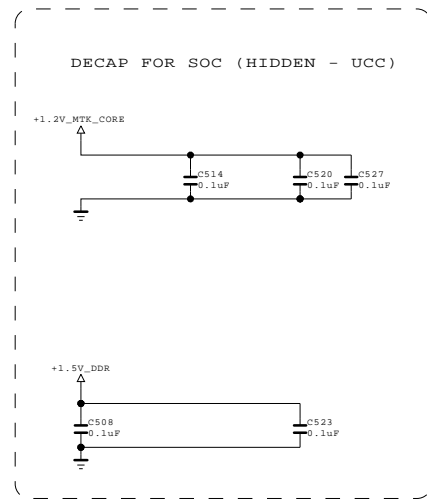 DECAP FOR SOC (HIDDEN - UCC)
+1.2V_MTK_CORE
C514 C520 C527
0.1uF 0.1uF 0.1uF
+1.5V_DDR
C508 C523
0.1uF 0.1uF